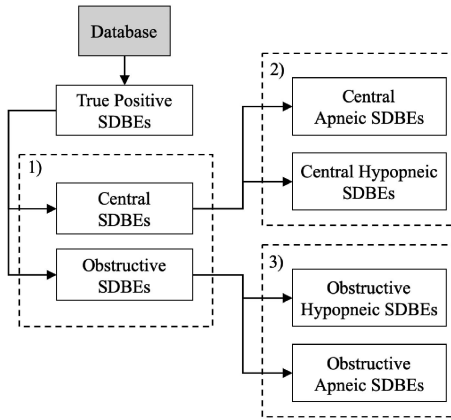 Database
True Positive
SDBEs
1)
Central
SDBEs
Obstructive
SDBEs
2)
Central
Apneic SDBEs
Central Hypopneic
SDBEs
3)
Obstructive
Hypopneic SDBEs
Obstructive
Apneic SDBEs